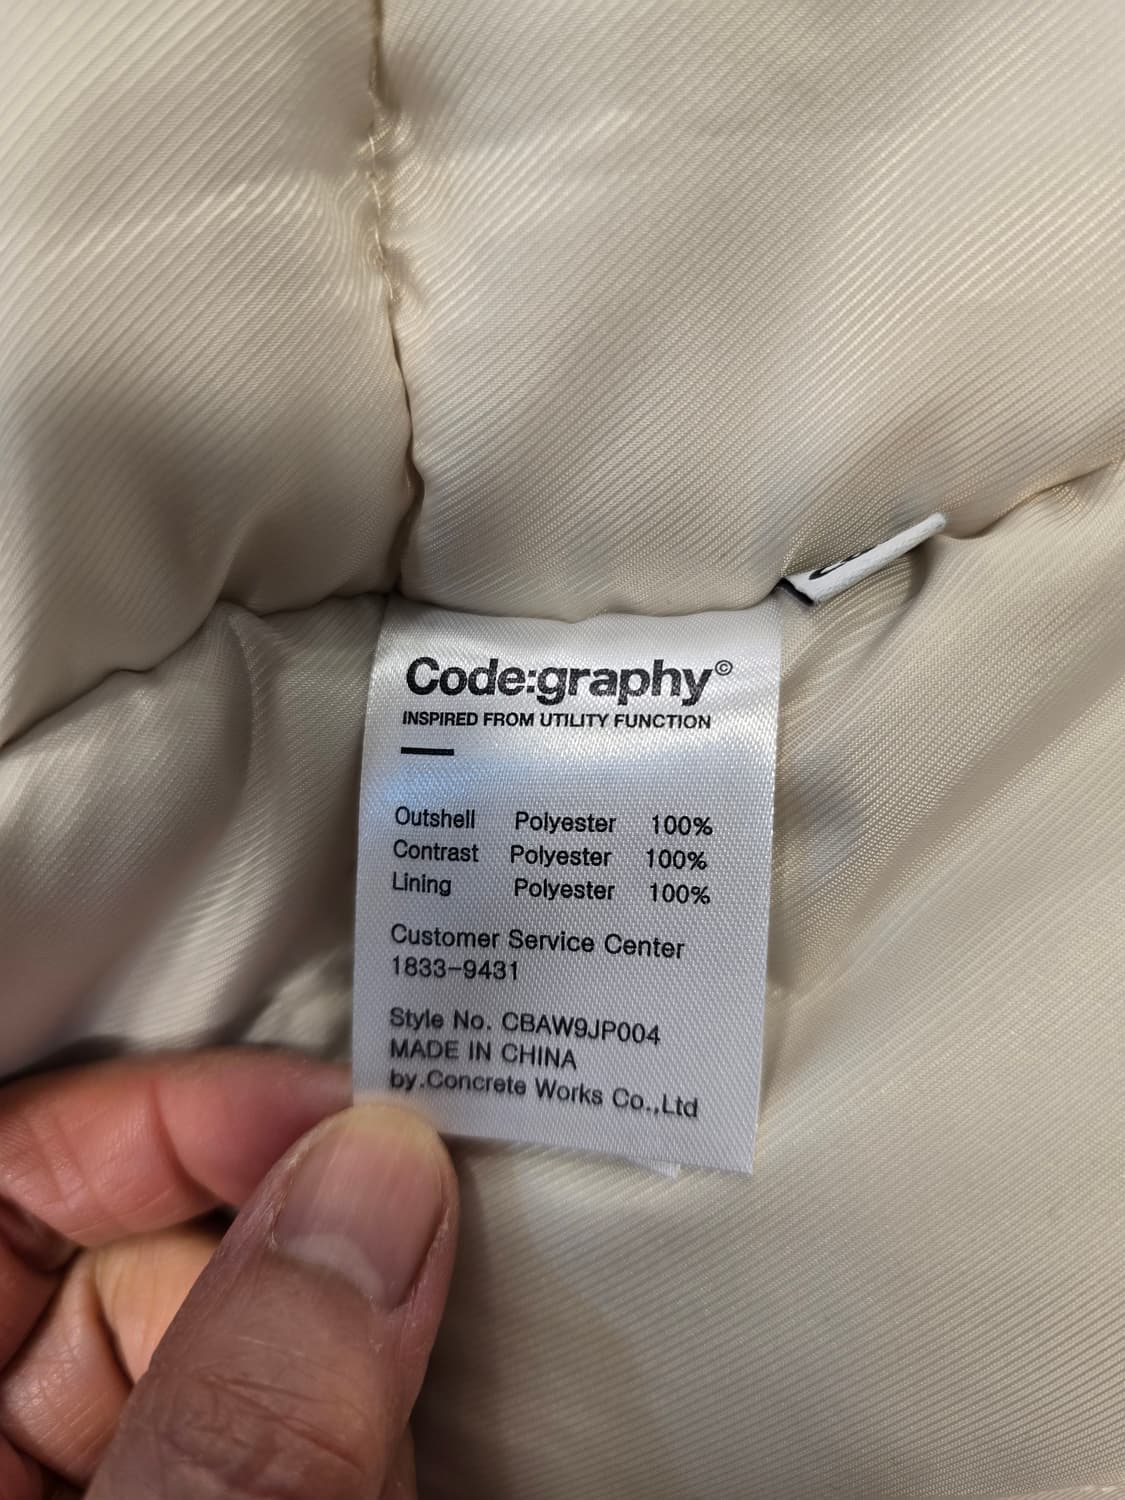 Code:graphy©
INSPIRED FROM UTILITY FUNCTION
Outshell Polyester 100%
Contrast Polyester 100%
Lining Polyester 100%
Customer Service Center
1833-9431
Style No. CBAW9JP004
MADE IN CHINA
by.Concrete Works Co.,Ltd